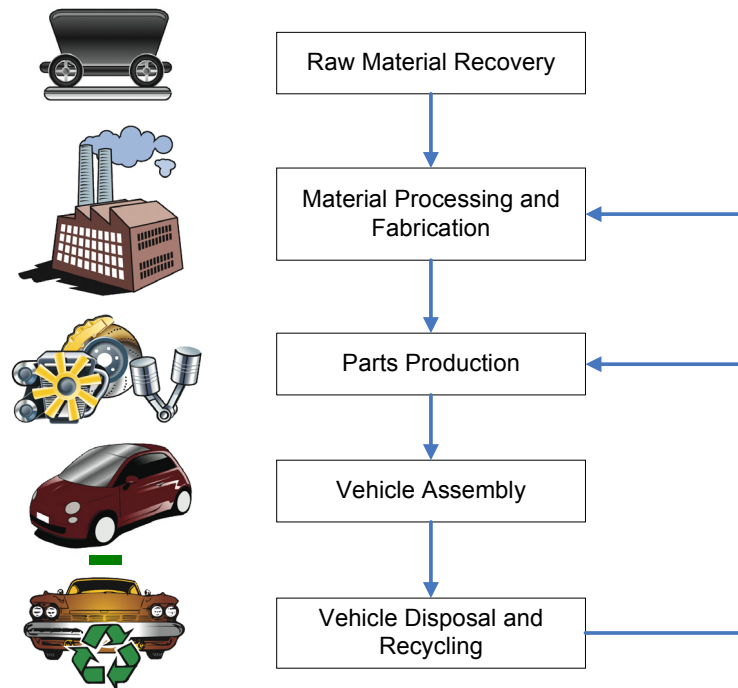 Raw Material Recovery
Material Processing and
Fabrication
Parts Production
Vehicle Assembly
Vehicle Disposal and
Recycling